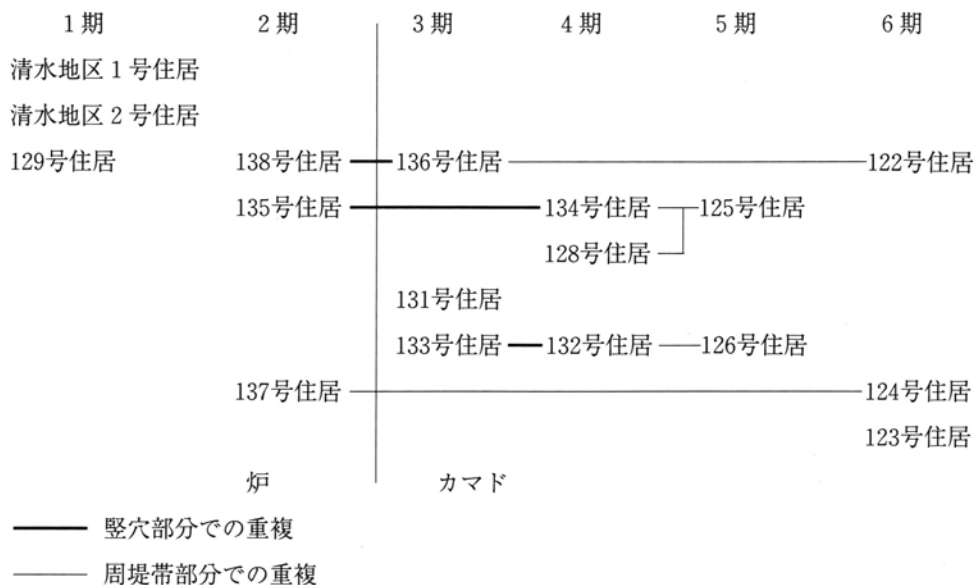 1期 2期 3期 4期 5期 6期
清水地区1号住居
清水地区2号住居
129号住居 138号住居 136号住居 122号住居
135号住居 134号住居 125号住居
128号住居
131号住居
133号住居 132号住居 126号住居
137号住居 124号住居
123号住居
炉 カマド
竪穴部分での重複
周堤帯部分での重複